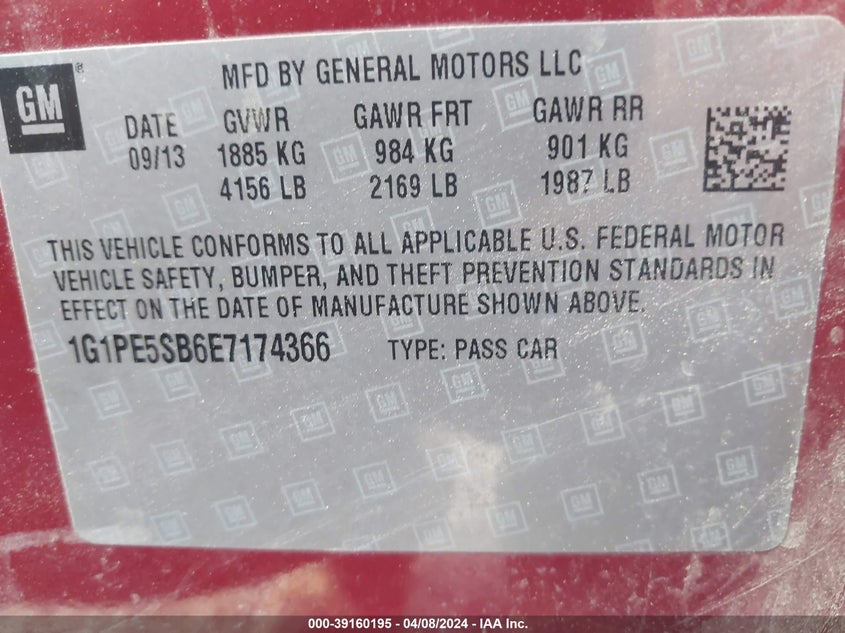 GM
MFD BY GENERAL MOTORS LLC
DATE GVWR GAWR FRT GAWR RR
09/13 1885 KG 984 KG 901 KG
4156 LB 2169 LB 1987 LB
THIS VEHICLE CONFORMS TO ALL APPLICABLE U.S. FEDERAL MOTOR
VEHICLE SAFETY, BUMPER, AND THEFT PREVENTION STANDARDS IN
EFFECT ON THE DATE OF MANUFACTURE SHOWN ABOVE.
1G1PE5SB6E7174366 TYPE: PASS CAR
000-39160195 - 04/08/2024 - IAA Inc.